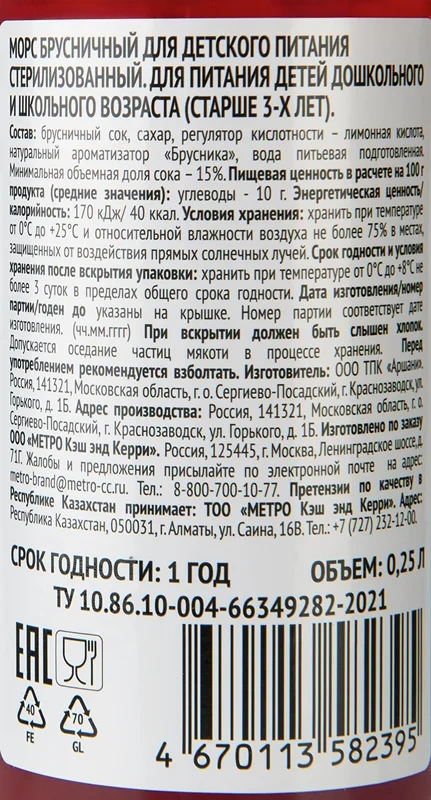 МОРС БРУСНИЧНЫЙ ДЛЯ ДЕТСКОГО ПИТАНИЯ
СТЕРИЛИЗОВАННЫЙ. ДЛЯ ПИТАНИЯ ДЕТЕЙ ДОШКОЛЬНОГО
И ШКОЛЬНОГО ВОЗРАСТА (СТАРШЕ 3-Х ЛЕТ).
Состав: брусничный сок, сахар, регулятор кислотности – лимонная кислота,
натуральный ароматизатор «Брусника», вода питьевая подготовленная.
Минимальная объемная доля сока – 15%. Пищевая ценность в расчете на 100 г
продукта (средние значения): углеводы - 10 г. Энергетическая ценность/
калорийность: 170 кДж/ 40 ккал. Условия хранения: хранить при температуре
от 0°С до +25°С и относительной влажности воздуха не более 75% в местах,
защищенных от воздействия прямых солнечных лучей. Срок годности и условия
хранения после вскрытия упаковки: хранить при температуре от 0°С до +8°С не
более 3 суток в пределах общего срока годности. Дата изготовления/номер
партии/годен до указаны на крышке. Номер партии соответствует дате
изготовления. (чч.мм.гггг) При вскрытии должен быть слышен хлопок.
Допускается оседание частиц мякоти в процессе хранения. Перед
употреблением рекомендуется взболтать. Изготовитель: ООО ТПК «Аршани».
Россия, 141321, Московская область, г. о. Сергиево-Посадский, г. Краснозаводск, ул.
Горького, д. 1Б. Адрес производства: Россия, 141321, Московская область, г. о.
Сергиево-Посадский, г. Краснозаводск, ул. Горького, д. 1Б. Изготовлено по заказу
ООО «МЕТРО Кэш энд Керри». Россия, 125445, г. Москва, Ленинградское шоссе, д.
71Г. Жалобы и предложения присылайте по электронной почте на адрес:
metro-brand@metro-cc.ru. Тел.: 8-800-700-10-77. Претензии по качеству в
Республике Казахстан принимает: ТОО «МЕТРО Кэш энд Керри». Адрес:
Республика Казахстан, 050031, г. Алматы, ул. Саина, 16В. Тел.: +7 (727) 232-12-00.
СРОК ГОДНОСТИ: 1 ГОД ОБЪЕМ: 0,25 Л
ТУ 10.86.10-004-66349282-2021
EAC
40 FE
70 GL
4 670113 582395